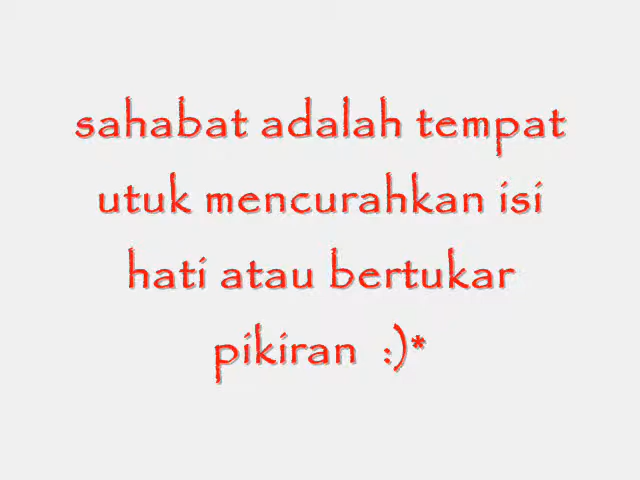 sahabat adalah tempat
utuk mencurahkan isi
hati atau bertukar
pikiran :)*